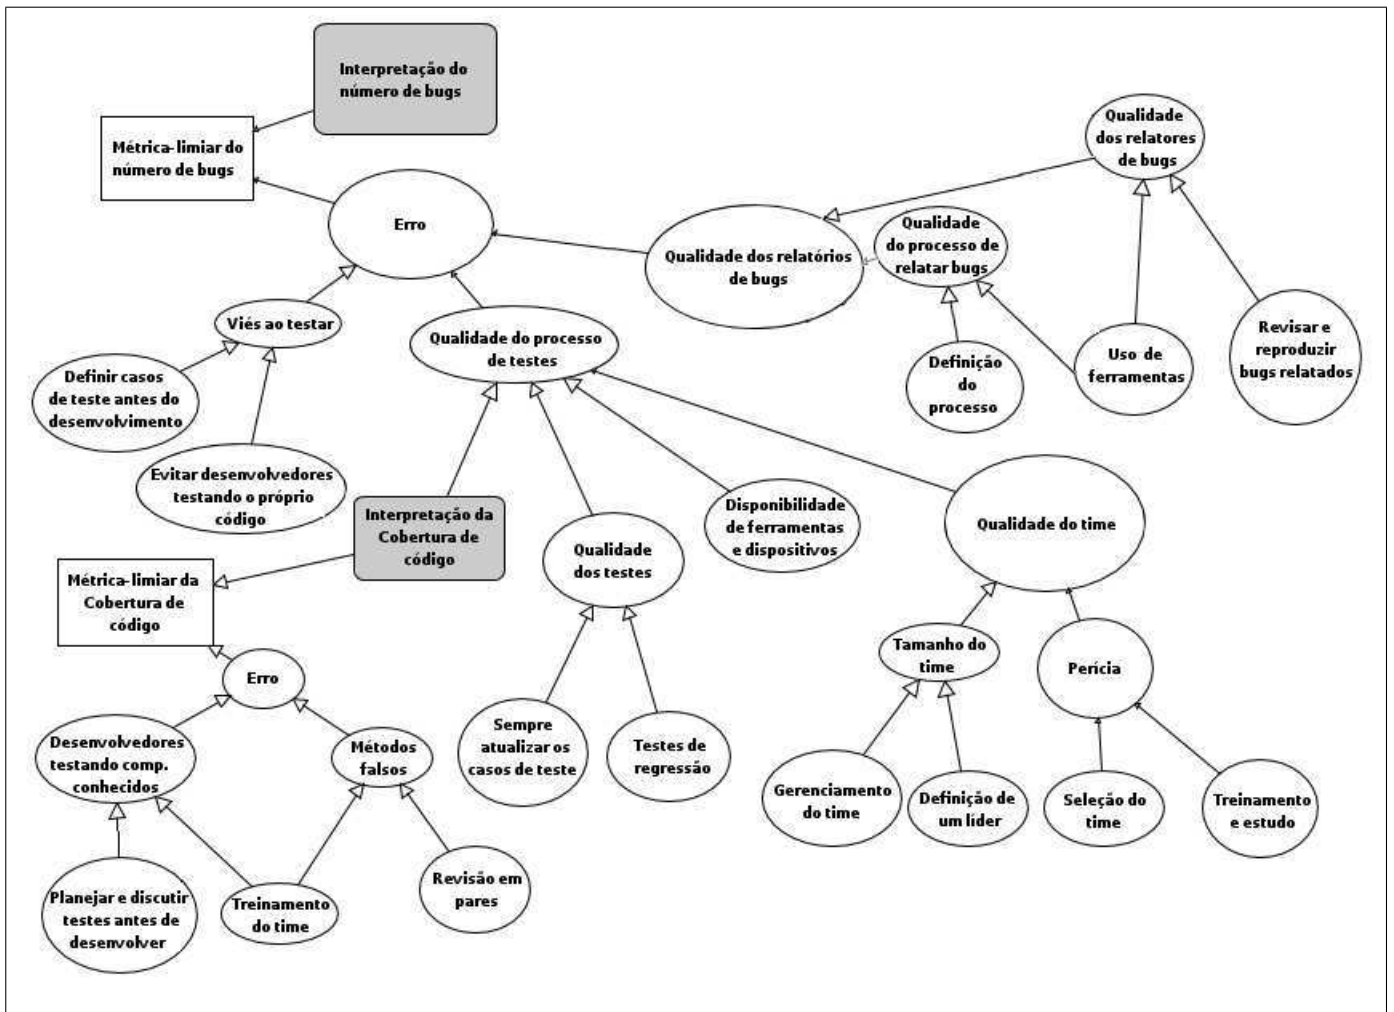 Interpretação do
número de bugs
Métrica-limiar do
número de bugs
Erro
Qualidade dos relatórios
de bugs
Qualidade
do processo de
relatar bugs
Qualidade
dos relatores
de bugs
Viés ao testar
Qualidade do processo
de testes
Definir casos
de teste antes do
desenvolvimento
Evitar desenvolvedores
testando o próprio
código
Definição
do
processo
Uso de
ferramentas
Revisar e
reproduzir
bugs relatados
Interpretação da
Cobertura de
código
Disponibilidade
de ferramentas
e dispositivos
Qualidade do time
Qualidade
dos testes
Métrica-limiar da
Cobertura de
código
Erro
Tamanho do
time
Perícia
Desenvolvedores
testando comp.
conhecidos
Métodos
falsos
Sempre
atualizar os
casos de teste
Testes de
regressão
Gerenciamento
do time
Definição de
um líder
Seleção do
time
Treinamento
e estudo
Planejar e discutir
testes antes de
desenvolver
Treinamento
do time
Revisão em
pares